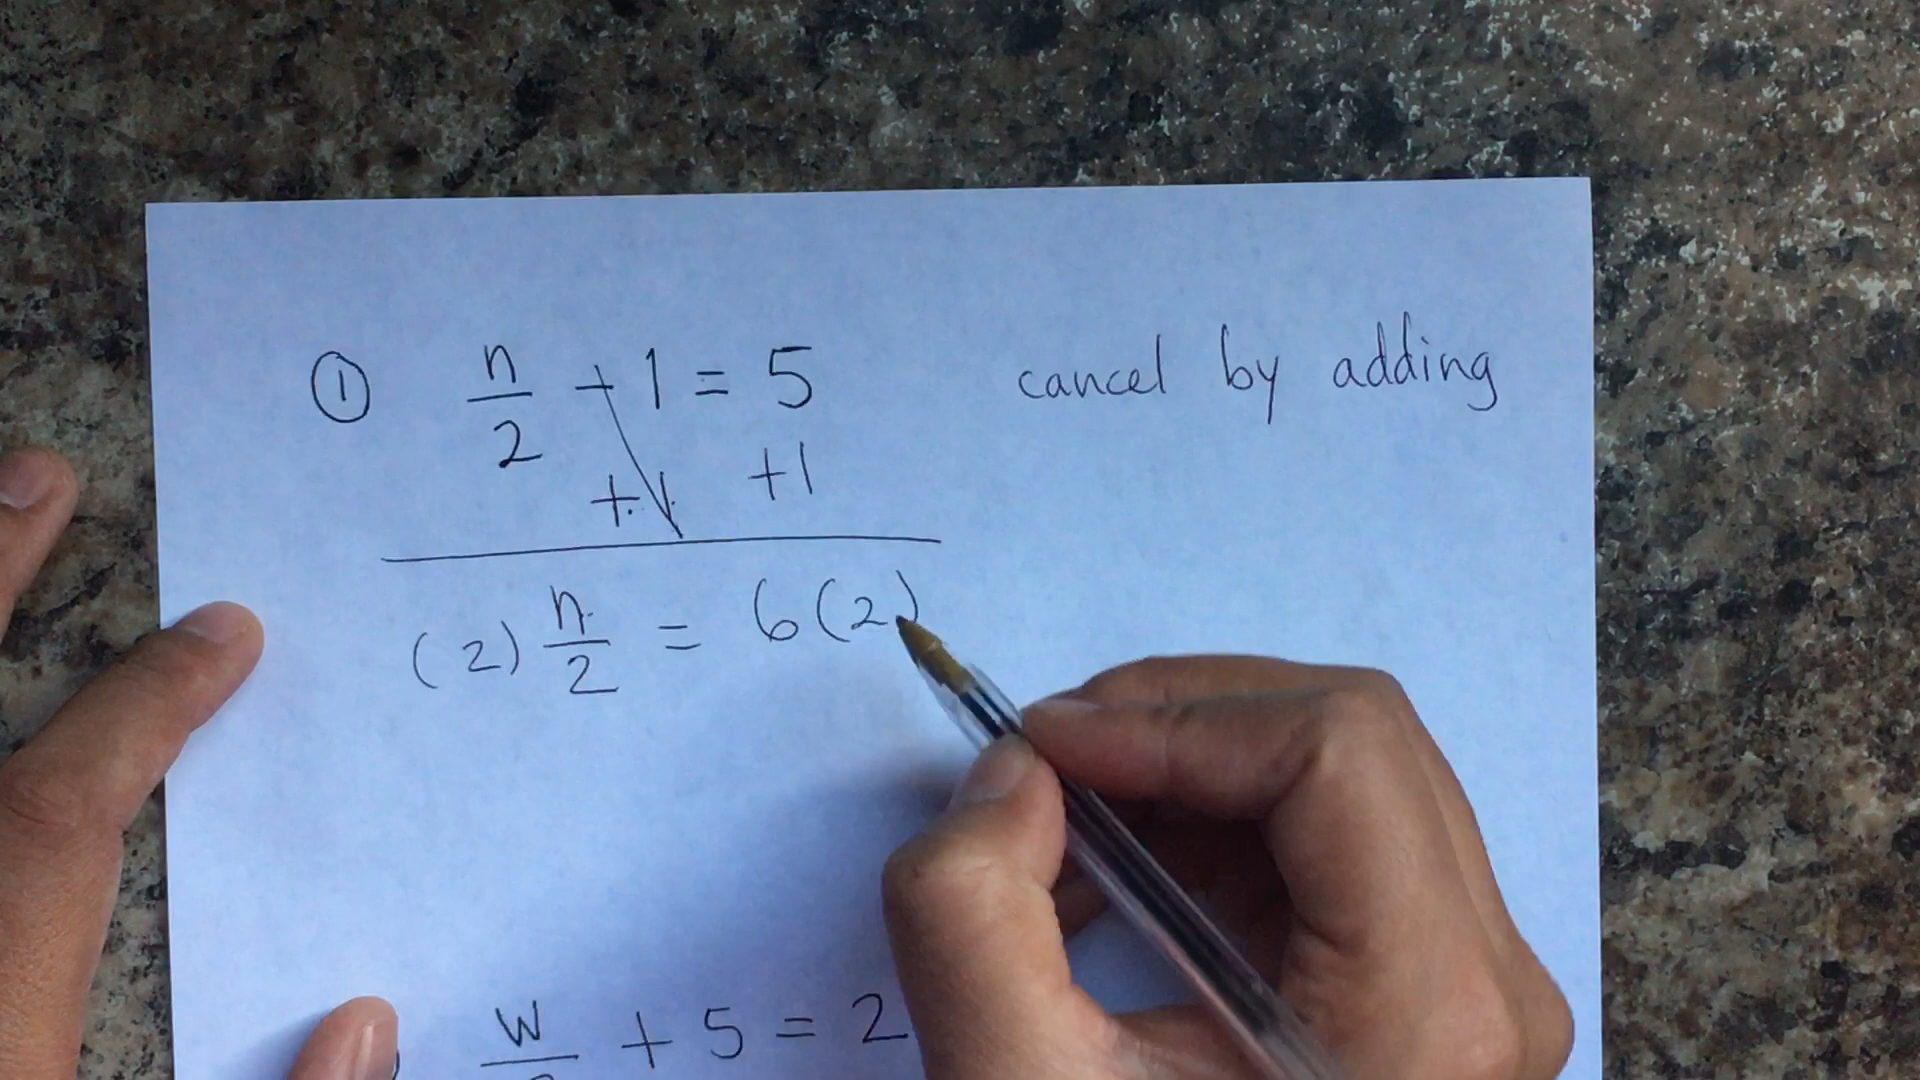 ① n/2 - 1 = 5 cancel by adding
+1 +1
(2) n/2 = 6(2)
w + 5 = 2